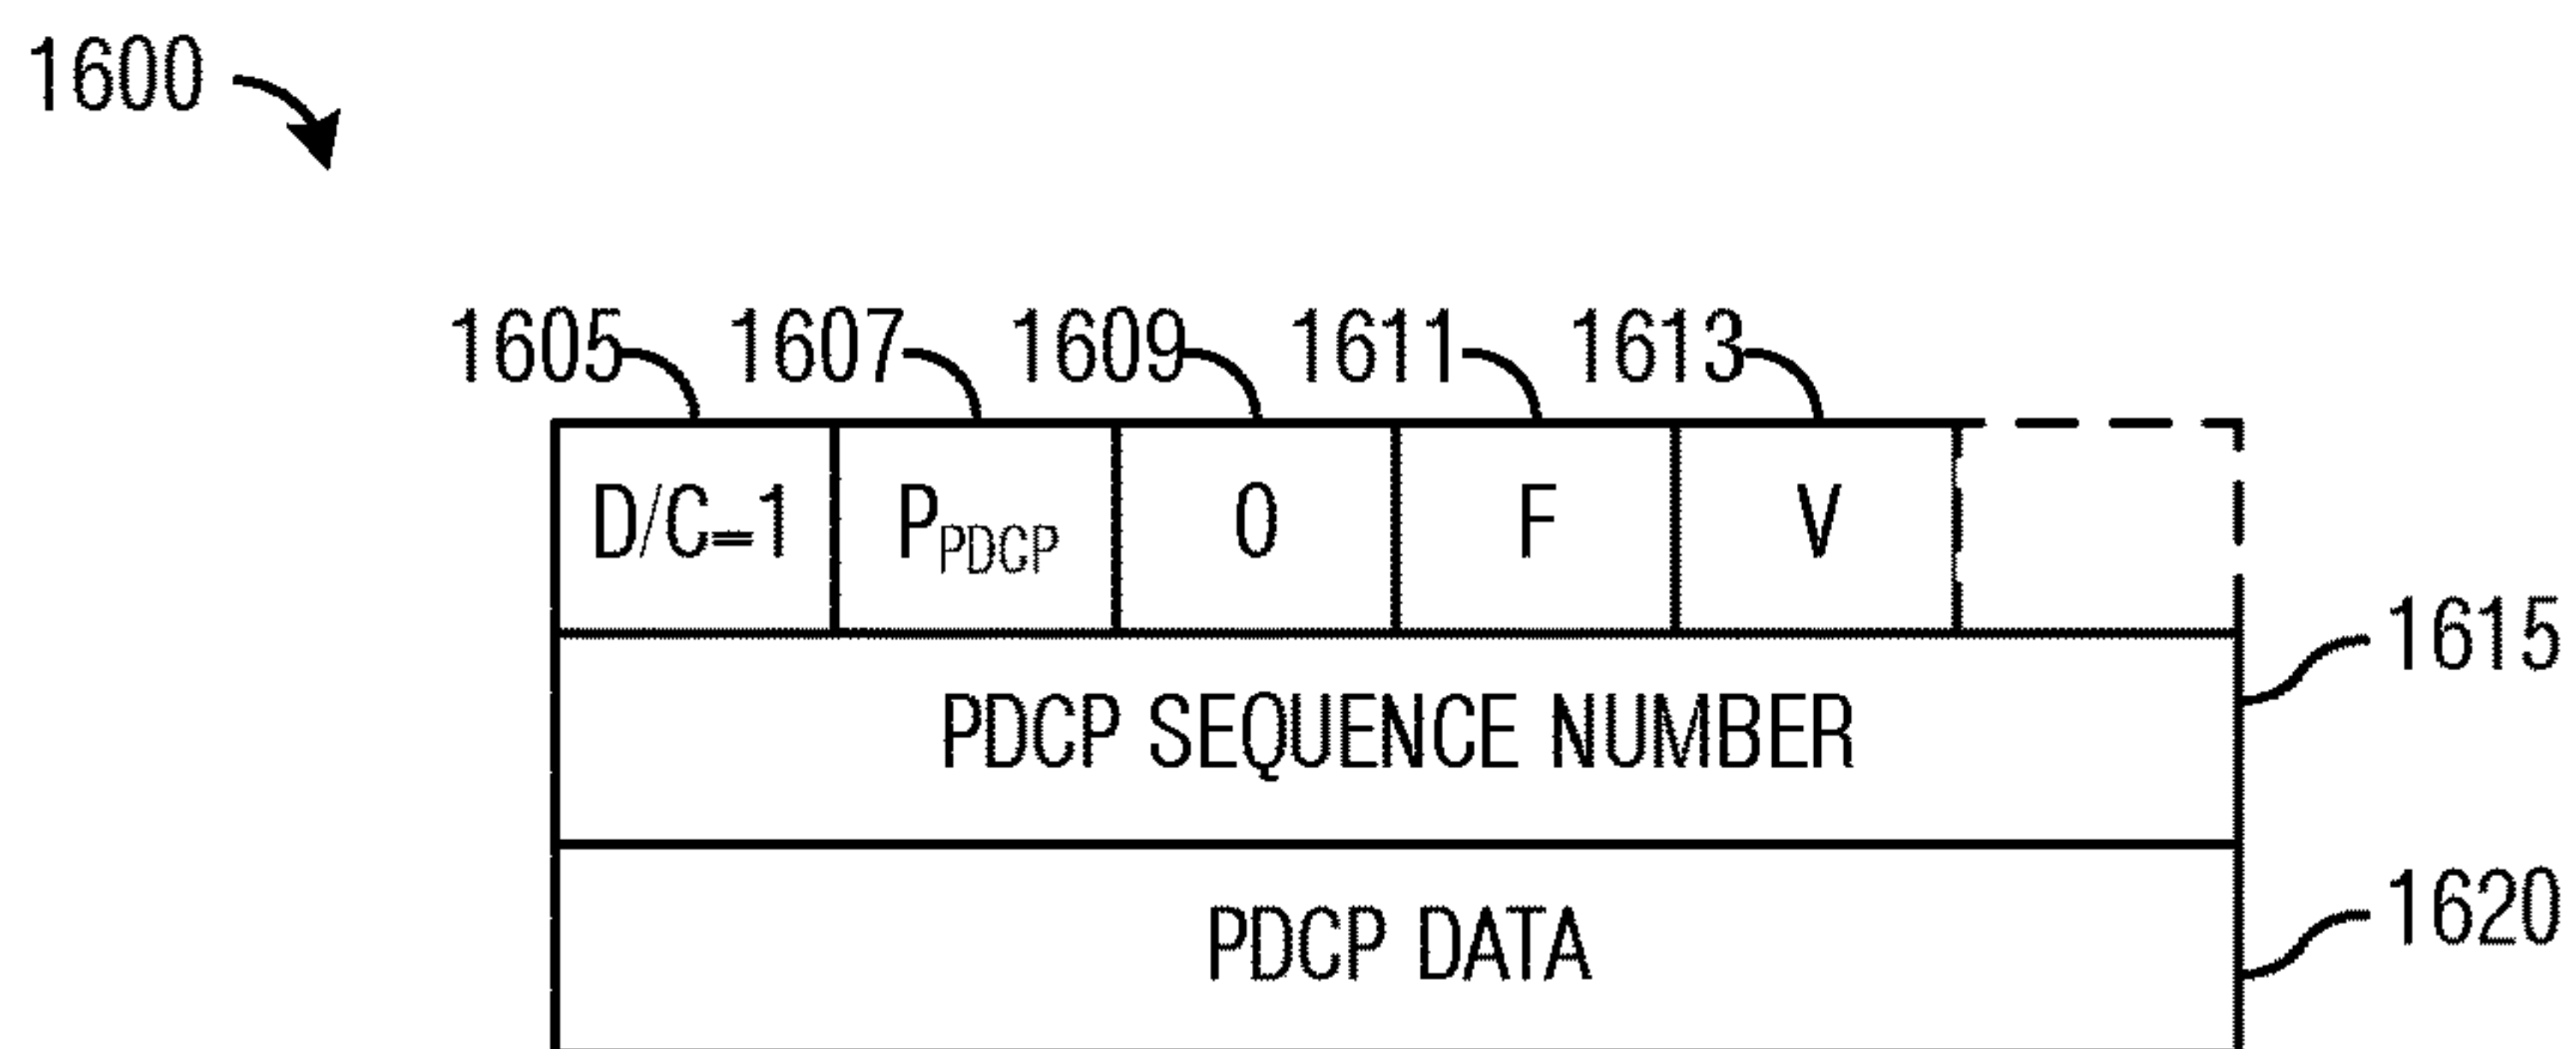 1600
1605 1607 1609 1611 1613
D/C=1 PPDCP O F V
1615
PDCP SEQUENCE NUMBER
PDCP DATA
1620